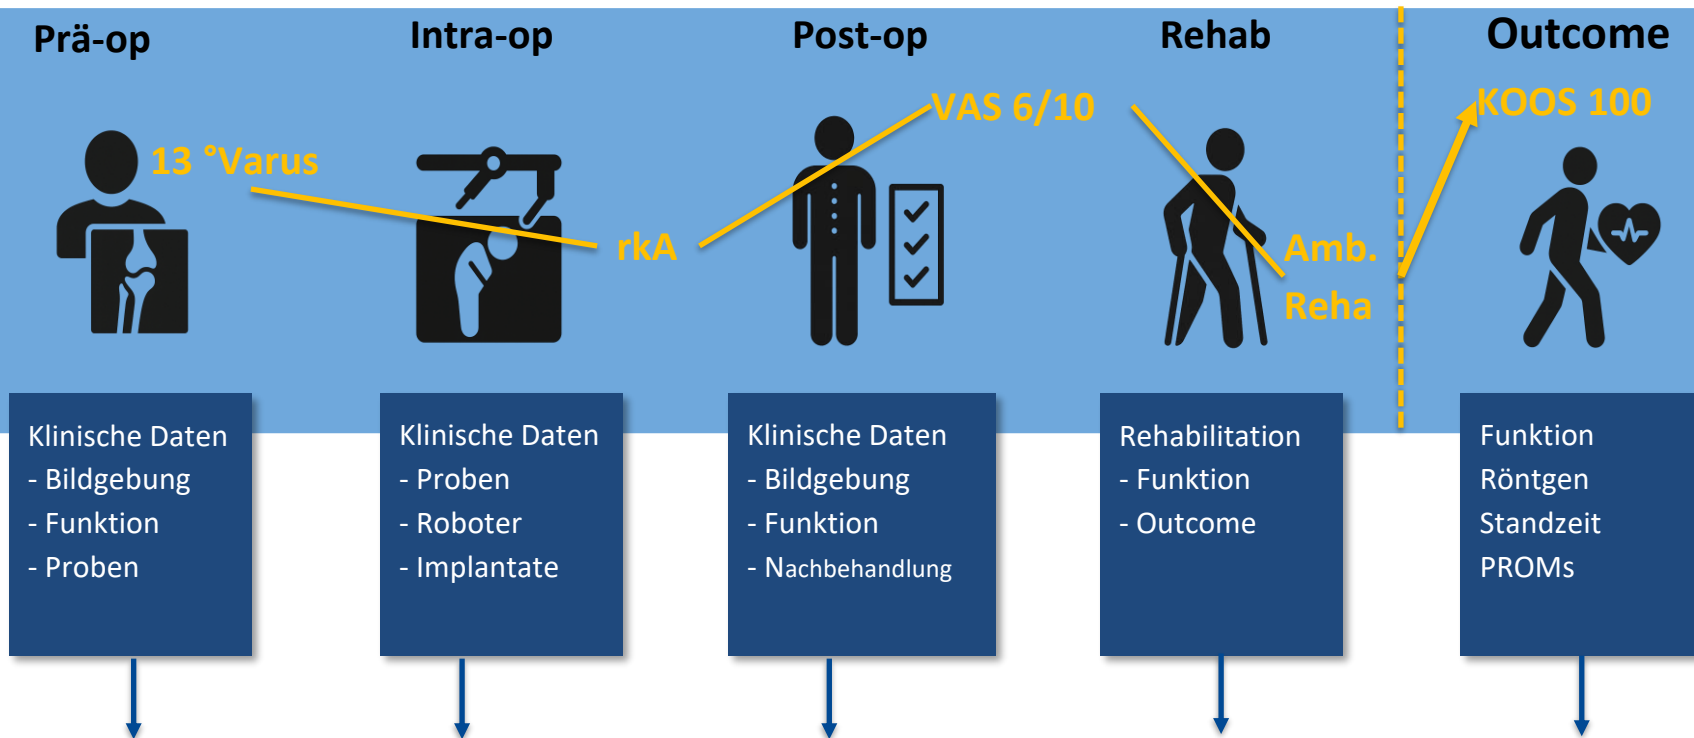 Prä-op
Intra-op
Post-op
Rehab
Outcome
13 °Varus
rkA
VAS 6/10
Amb.
Reha
KOOS 100
Klinische Daten
- Bildgebung
- Funktion
- Proben
Klinische Daten
- Proben
- Roboter
- Implantate
Klinische Daten
- Bildgebung
- Funktion
- Nachbehandlung
Rehabilitation
- Funktion
- Outcome
Funktion
Röntgen
Standzeit
PROMs